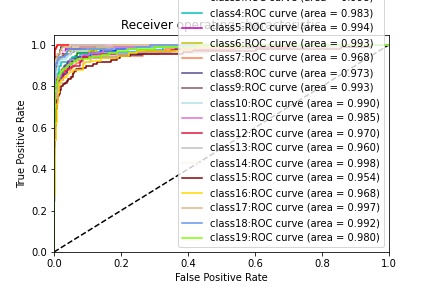 Receiver
class4:ROC curve (area = 0.983)
class5:ROC curve (area = 0.994)
class6:ROC curve (area = 0.993)
class7:ROC curve (area = 0.968)
class8:ROC curve (area = 0.973)
class9:ROC curve (area = 0.993)
class10:ROC curve (area = 0.990)
class11:ROC curve (area = 0.985)
class12:ROC curve (area = 0.970)
class13:ROC curve (area = 0.960)
class14:ROC curve (area = 0.998)
class15:ROC curve (area = 0.954)
class16:ROC curve (area = 0.968)
class17:ROC curve (area = 0.997)
class18:ROC curve (area = 0.992)
class19:ROC curve (area = 0.980)
True Positive Rate
1.0
0.8
0.6
0.4
0.2
0.0
0.0 0.2 0.4 0.6 0.8 1.0
False Positive Rate